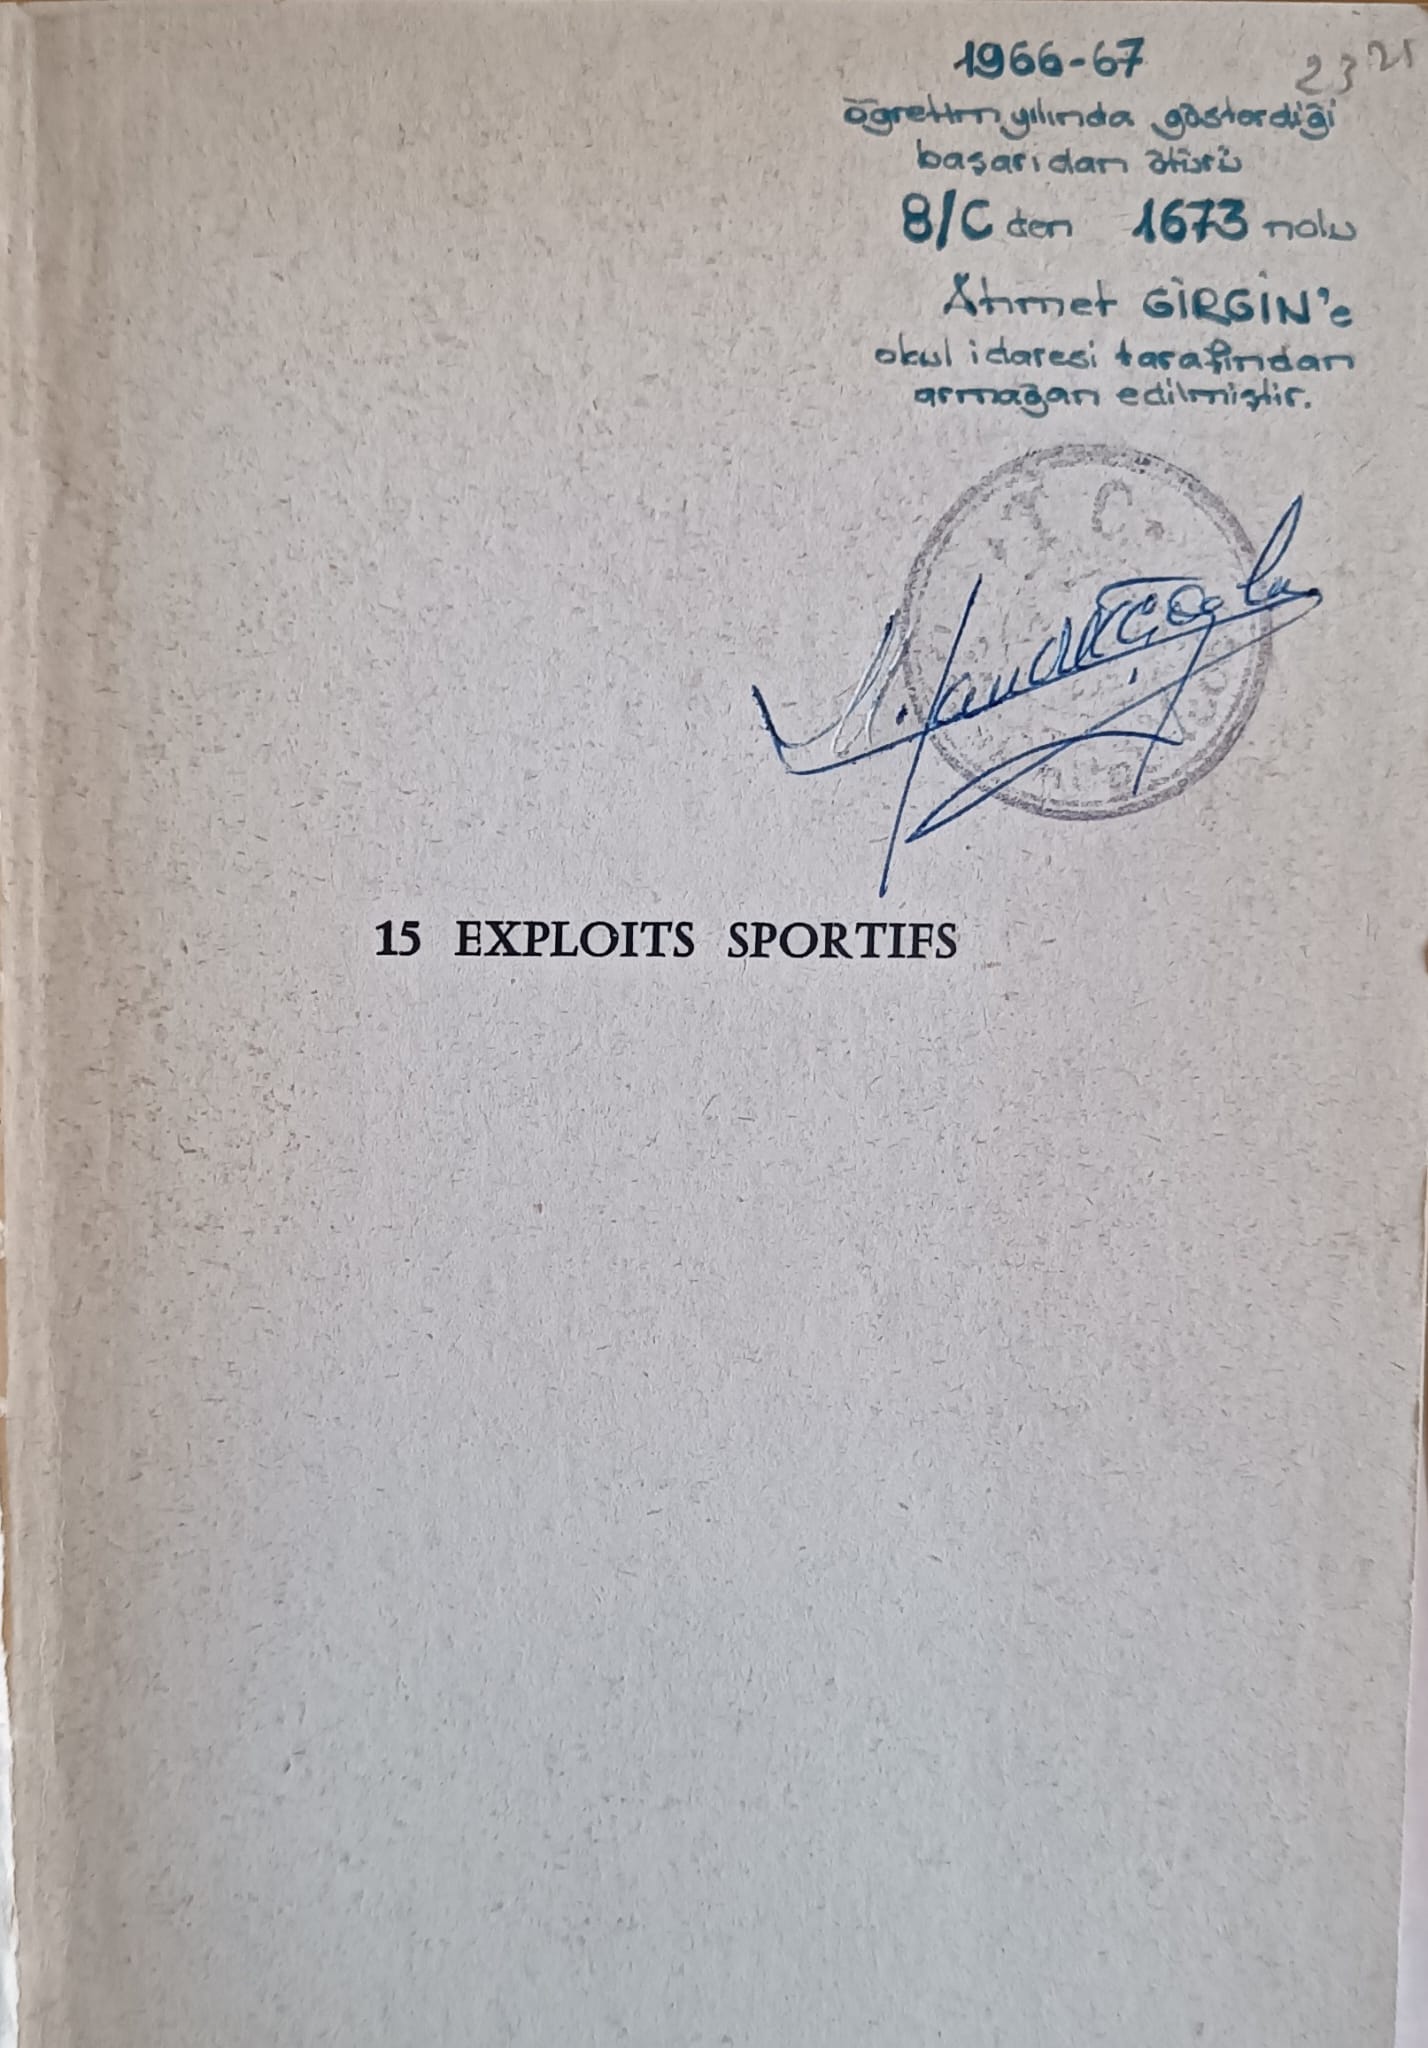 1966-67
23
öğretim yılında gösterdiği
başarıdan ötürü
8/C den 1673 nolu
Ahmet GİRGİN'e
okul idaresi tarafından
armağan edilmiştir.
T. C.
15 EXPLOITS SPORTIFS